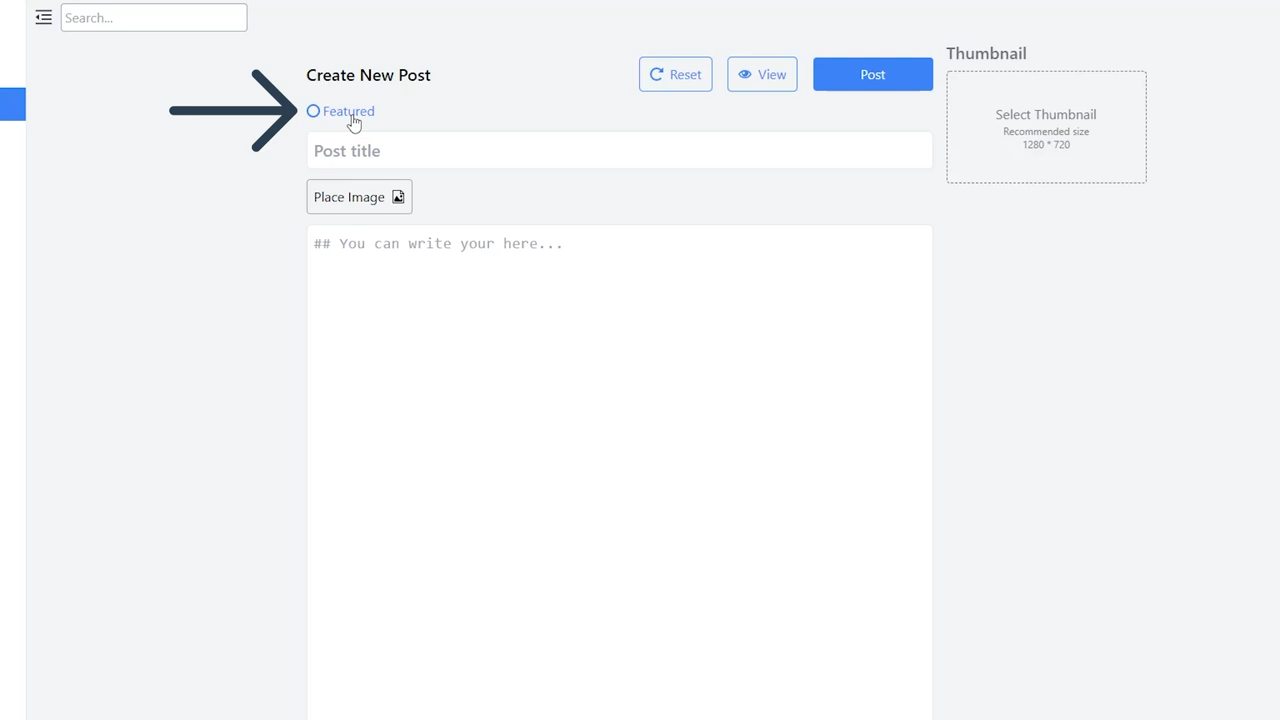 Search...
Create New Post
Reset
View
Post
Thumbnail
Featured
Select Thumbnail
Recommended size
1280 * 720
Post title
Place Image
## You can write your here...